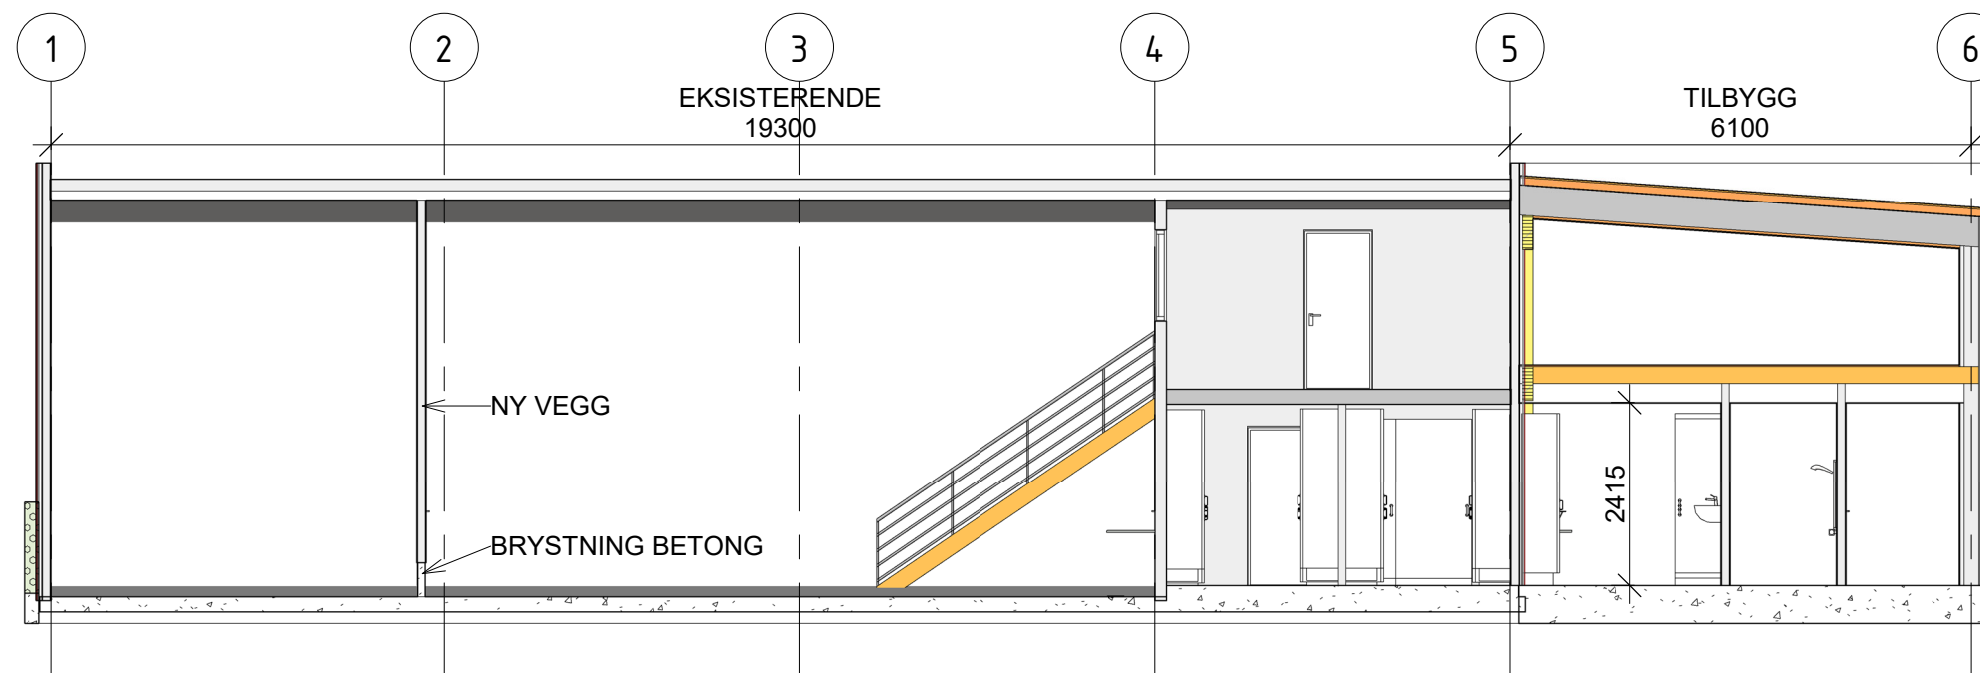 1 2 3 4 5 6
EKSISTERENDE
19300
TILBYGG
6100
NY VEGG
2415
BRYSTNING BETONG